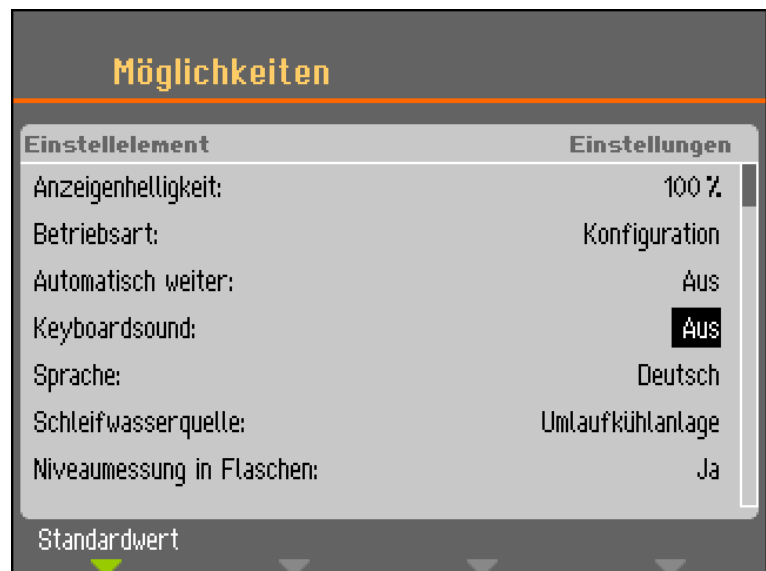 Möglichkeiten
Einstellelement Einstellungen
Anzeigenhelligkeit: 100 %
Betriebsart: Konfiguration
Automatisch weiter: Aus
Keyboardsound: Aus
Sprache: Deutsch
Schleifwasserquelle: Umlaufkühlanlage
Niveaumessung in Flaschen: Ja
Standardwert